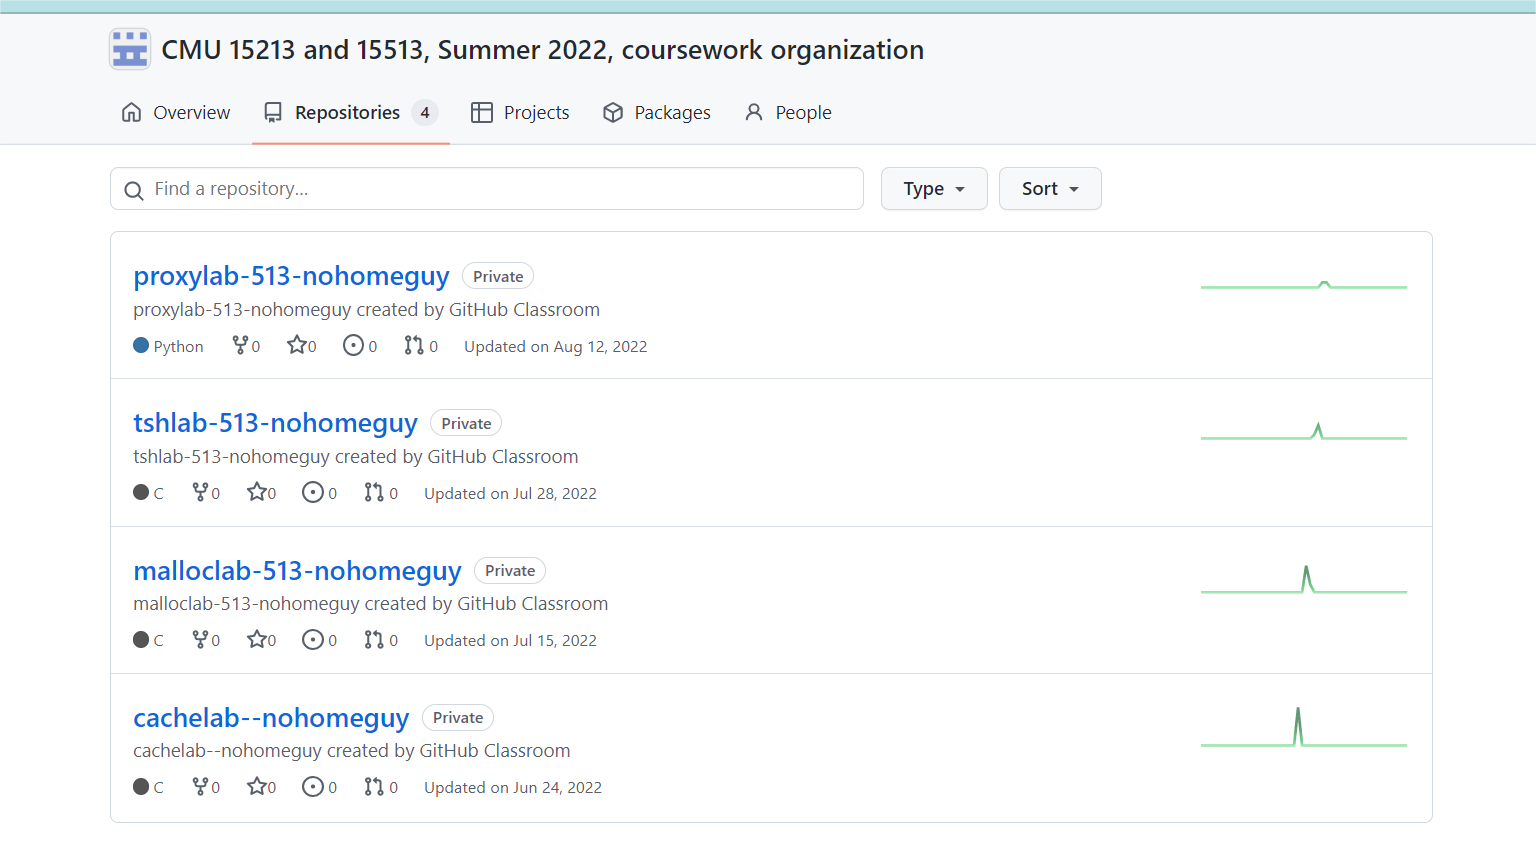 CMU 15213 and 15513, Summer 2022, coursework organization
Overview Repositories 4 Projects Packages People
Find a repository... Type Sort
proxylab-513-nohomeguy Private
proxylab-513-nohomeguy created by GitHub Classroom
Python 0 0 0 0 Updated on Aug 12, 2022
tshlab-513-nohomeguy Private
tshlab-513-nohomeguy created by GitHub Classroom
C 0 0 0 0 Updated on Jul 28, 2022
malloclab-513-nohomeguy Private
malloclab-513-nohomeguy created by GitHub Classroom
C 0 0 0 0 Updated on Jul 15, 2022
cachelab--nohomeguy Private
cachelab--nohomeguy created by GitHub Classroom
C 0 0 0 0 Updated on Jun 24, 2022